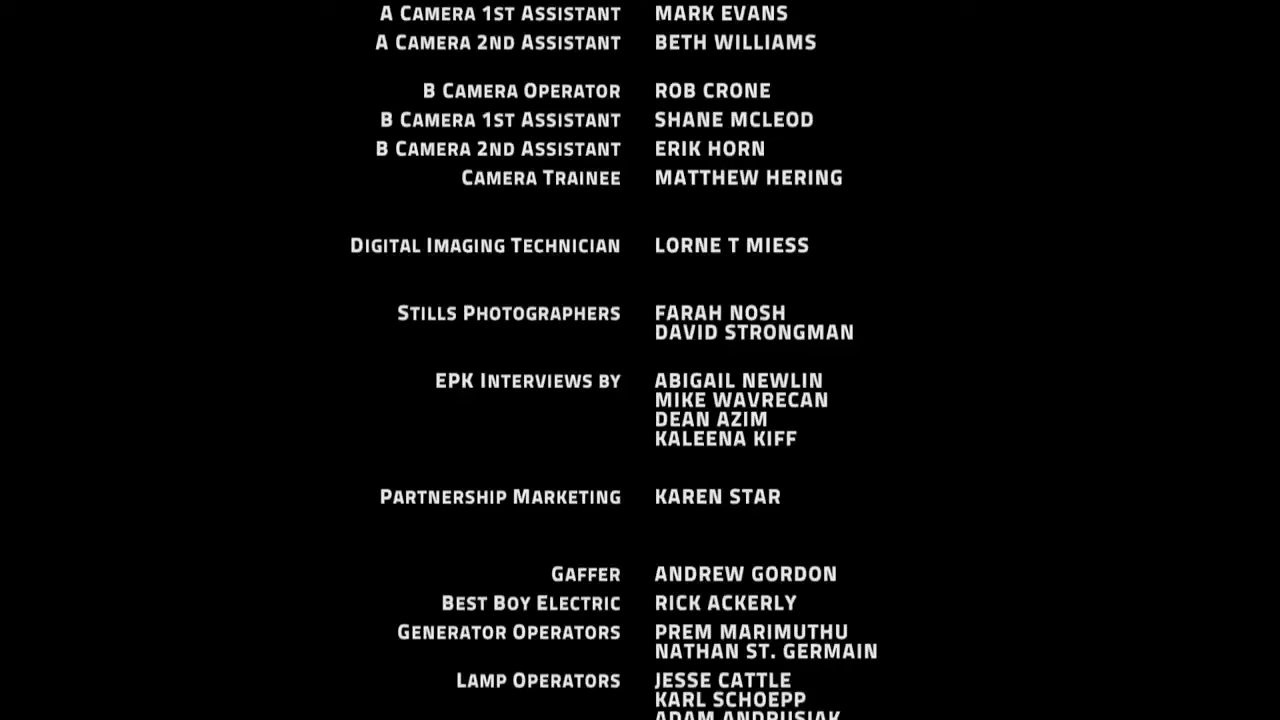 A Camera 1st Assistant MARK EVANS
A Camera 2nd Assistant BETH WILLIAMS
B Camera Operator ROB CRONE
B Camera 1st Assistant SHANE MCLEOD
B Camera 2nd Assistant ERIK HORN
Camera Trainee MATTHEW HERING
Digital Imaging Technician LORNE T MIESS
Stills Photographers FARAH NOSH
DAVID STRONGMAN
EPK Interviews by ABIGAIL NEWLIN
MIKE WAVRECAN
DEAN AZIM
KALEENA KIFF
Partnership Marketing KAREN STAR
Gaffer ANDREW GORDON
Best Boy Electric RICK ACKERLY
Generator Operators PREM MARIMUTHU
NATHAN ST. GERMAIN
Lamp Operators JESSE CATTLE
KARL SCHOEPP
ADAM ANDRUSIAK